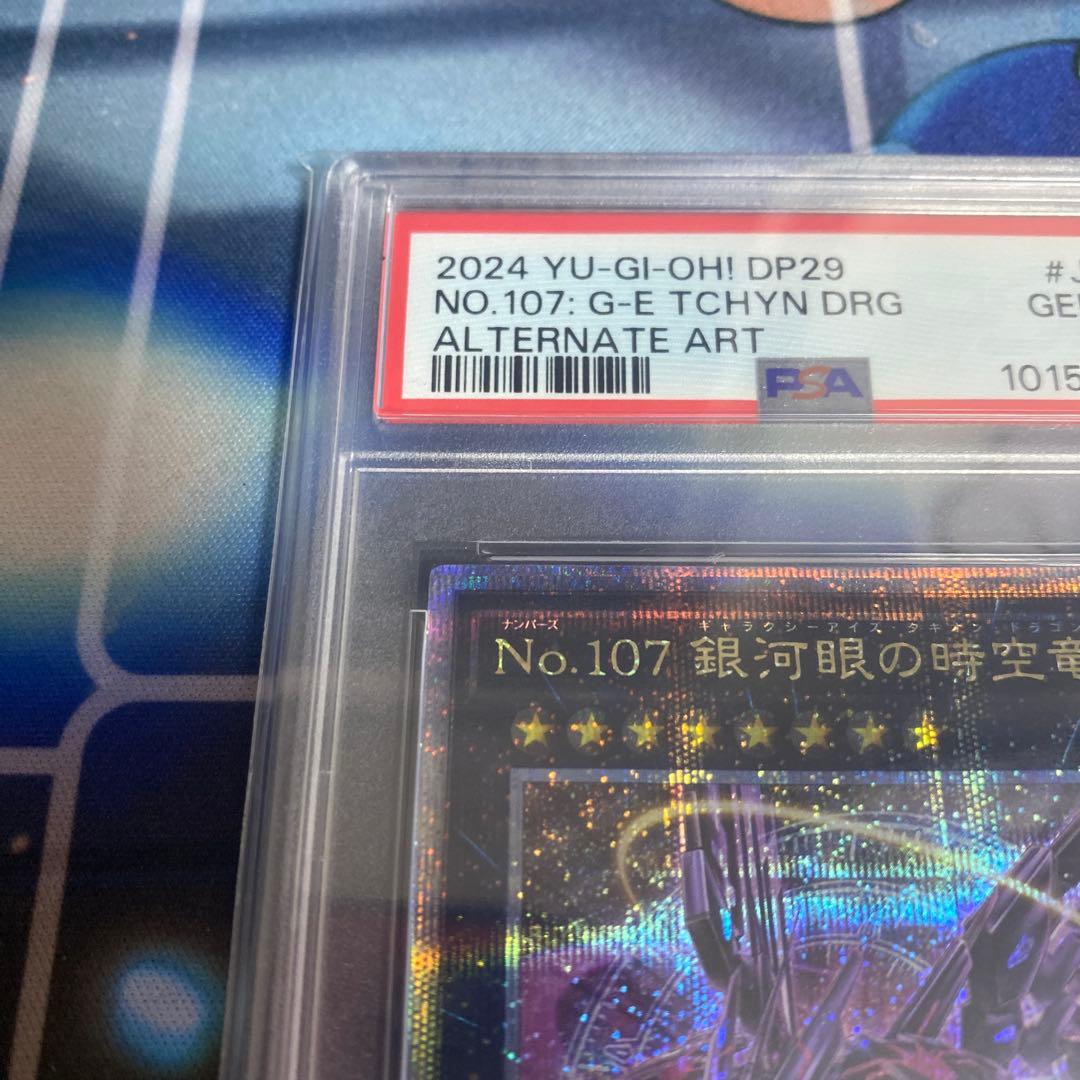 2024 YU-GI-OH! DP29 #J
NO.107: G-E TCHYN DRG GE
ALTERNATE ART
PSA 1015
ナンバーズ ギャラクシーアイズ タキオン ドラゴン
No.107 銀河眼の時空竜